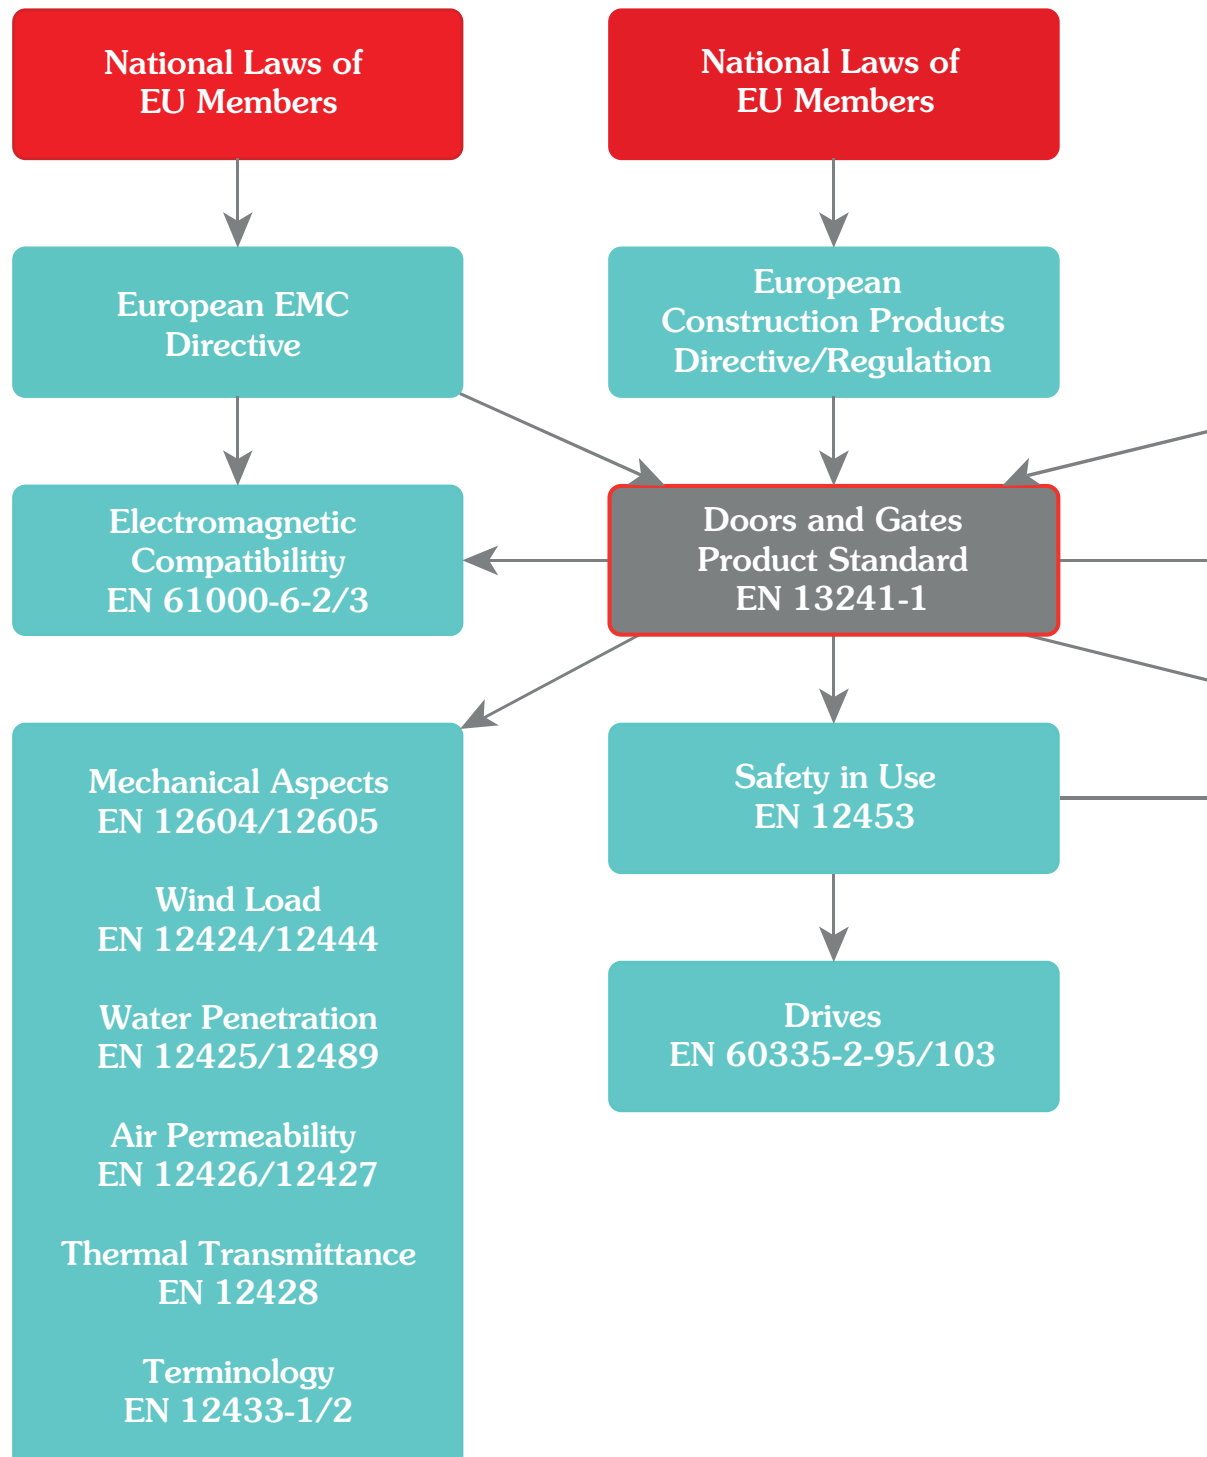 National Laws of
EU Members
National Laws of
EU Members
European EMC
Directive
European
Construction Products
Directive/Regulation
Electromagnetic
Compatibilitiy
EN 61000-6-2/3
Doors and Gates
Product Standard
EN 13241-1
Mechanical Aspects
EN 12604/12605
Wind Load
EN 12424/12444
Water Penetration
EN 12425/12489
Air Permeability
EN 12426/12427
Thermal Transmittance
EN 12428
Terminology
EN 12433-1/2
Safety in Use
EN 12453
Drives
EN 60335-2-95/103